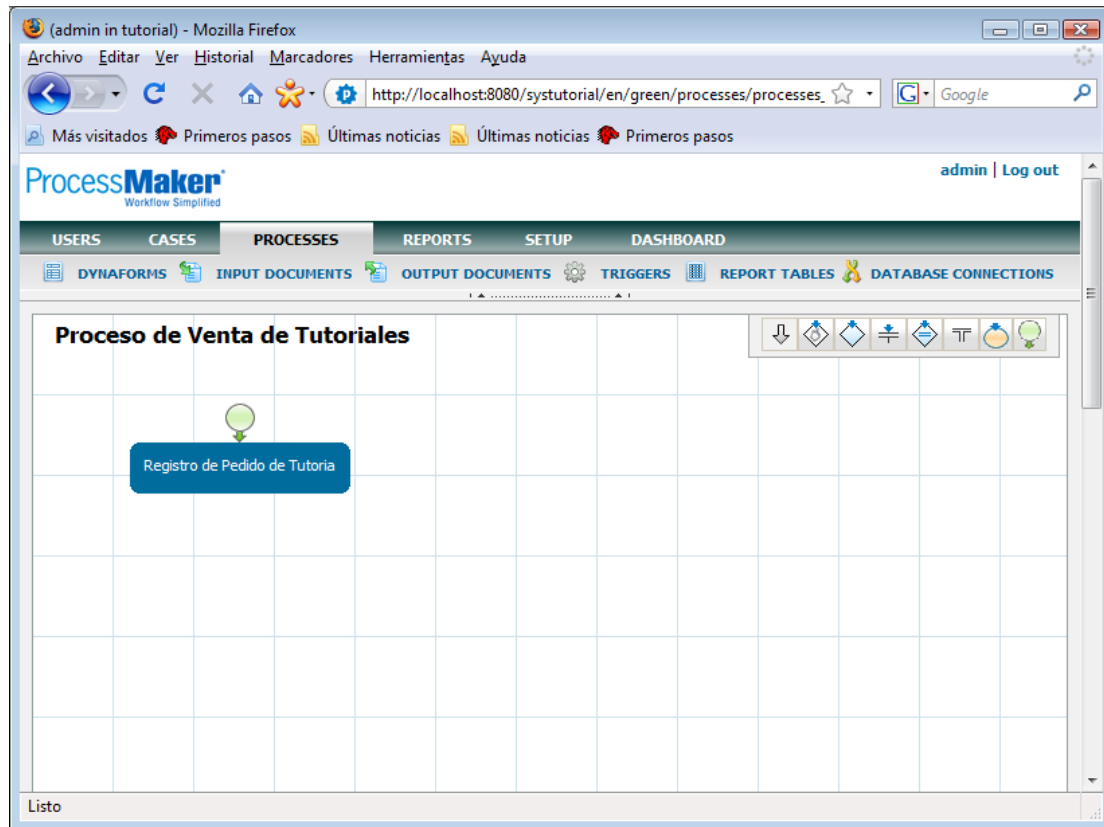 (admin in tutorial) - Mozilla Firefox
Archivo Editar Ver Historial Marcadores Herramientas Ayuda
http://localhost:8080/systutorial/en/green/processes/processes_
G Google
Más visitados Primeros pasos Últimas noticias Últimas noticias Primeros pasos
ProcessMaker
Workflow Simplified
admin | Log out
USERS CASES PROCESSES REPORTS SETUP DASHBOARD
DYNAFORMS INPUT DOCUMENTS OUTPUT DOCUMENTS TRIGGERS REPORT TABLES DATABASE CONNECTIONS
Proceso de Venta de Tutoriales
Registro de Pedido de Tutoria
Listo